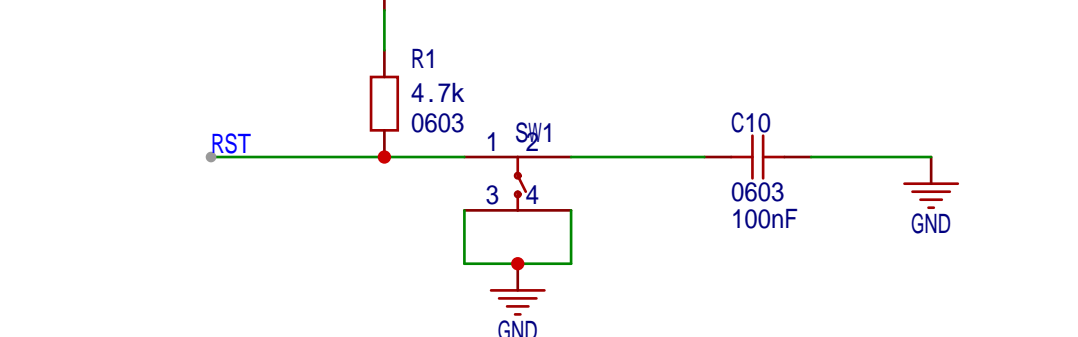 R1
4.7k
0603
RST
1
SW1
2
C10
3
4
0603
100nF
GND
GND